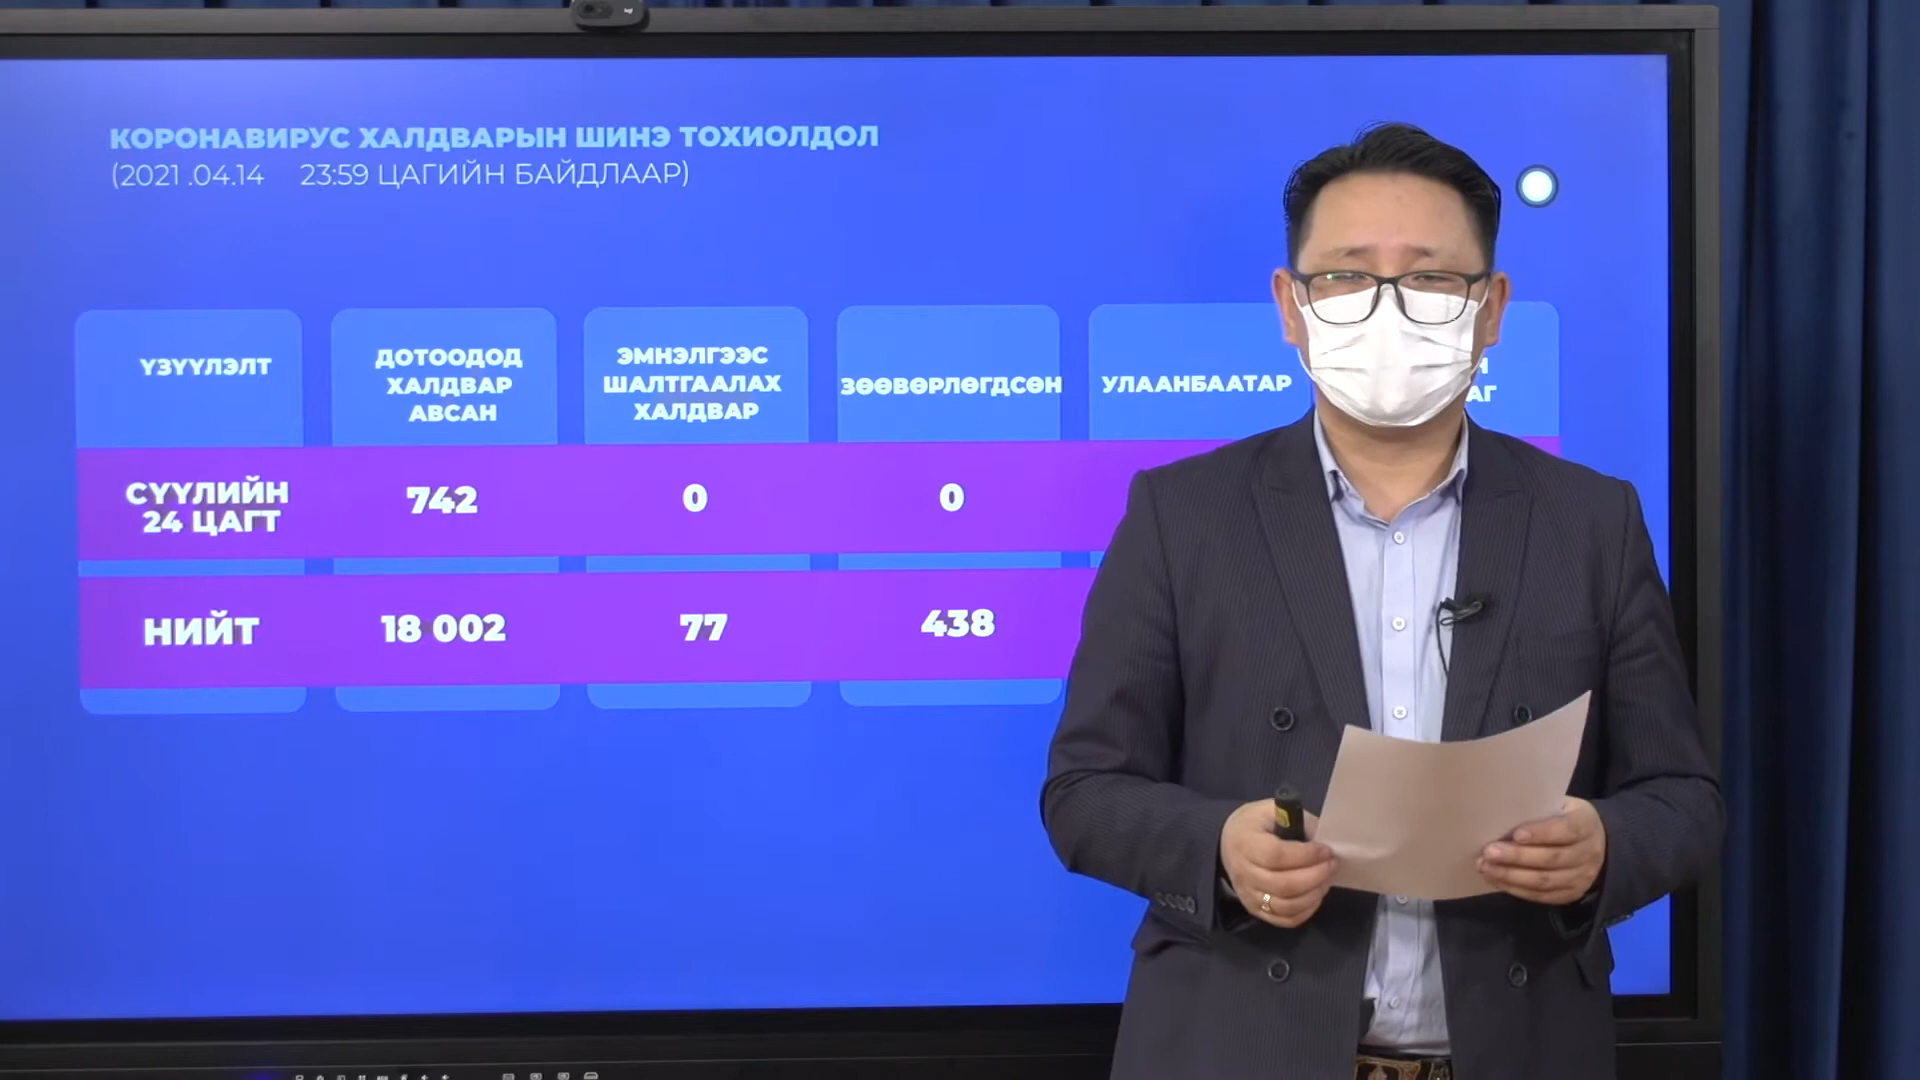 КОРОНАВИРУС ХАЛДВАРЫН ШИНЭ ТОХИОЛДОЛ
(2021 .04.14 23:59 ЦАГИЙН БАЙДЛААР)
ҮЗҮҮЛЭЛТ
ДОТООДОД
ХАЛДВАР
АВСАН
ЭМНЭЛГЭЭС
ШАЛТГААЛАХ
ХАЛДВАР
ЗӨӨВӨРЛӨГДСӨН
УЛААНБААТАР
СҮҮЛИЙН
24 ЦАГТ
742
0
0
НИЙТ
18 002
77
438